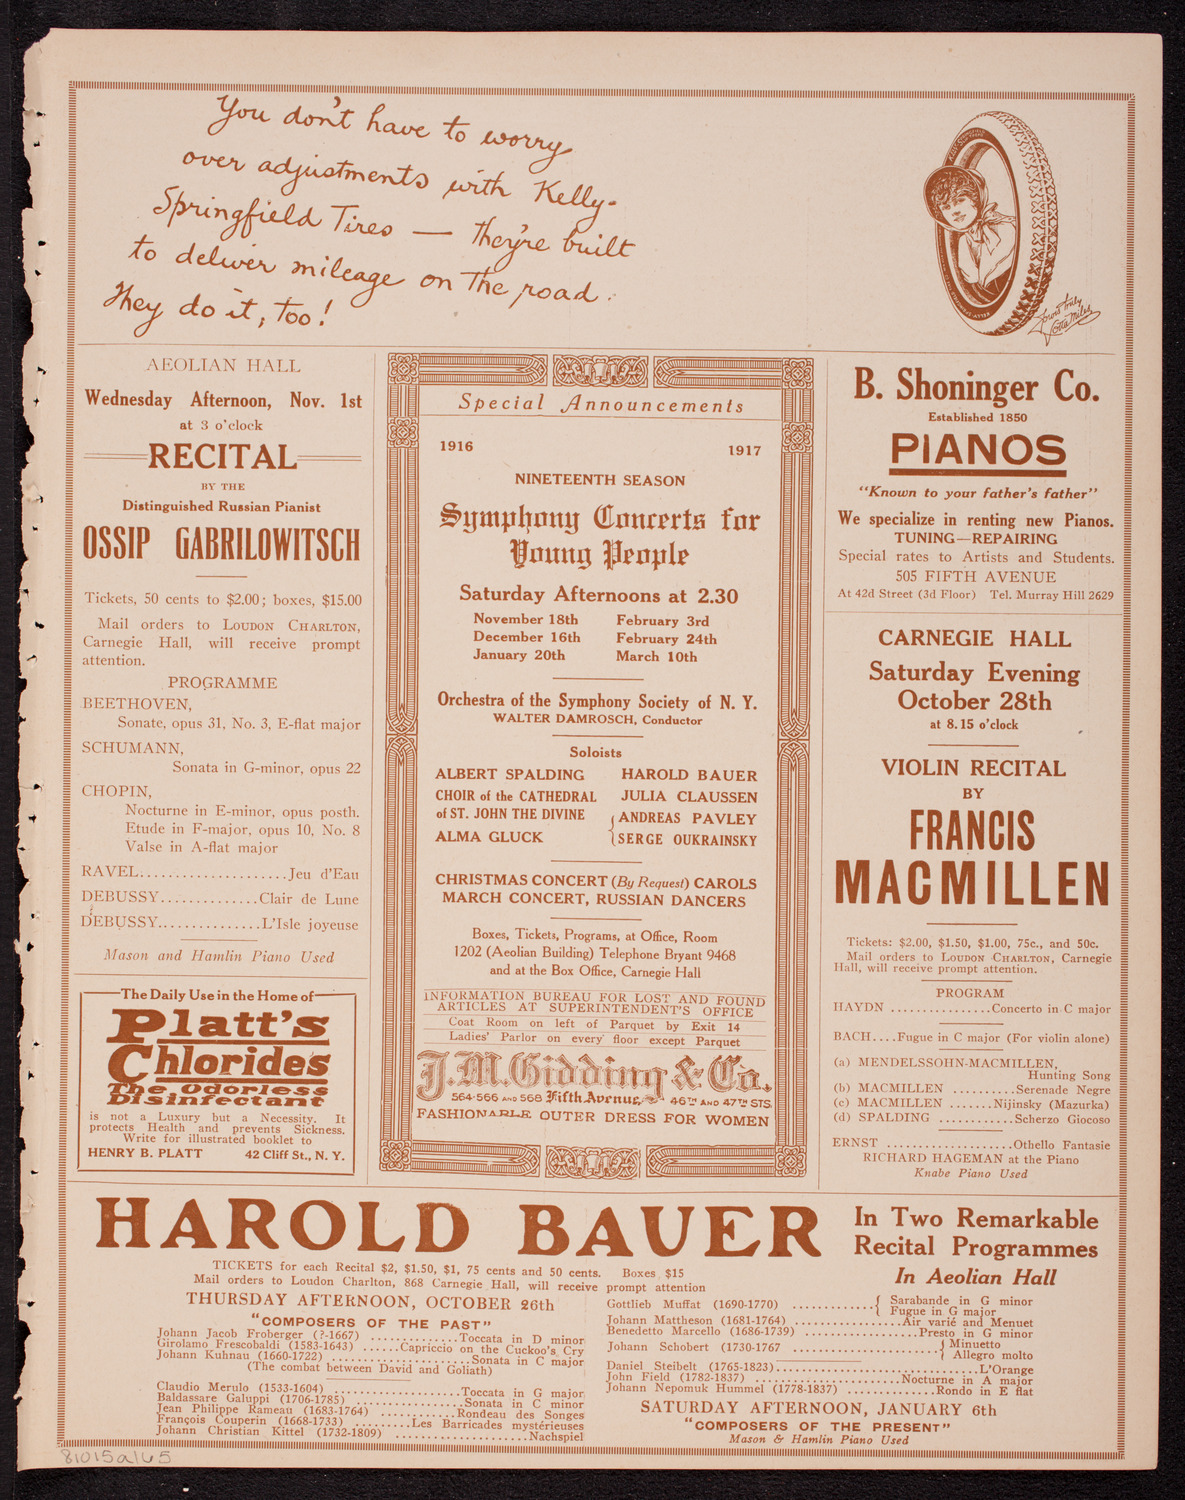 You don't have to worry
over adjustments with Kelly-
Springfield Tires — they're built
to deliver mileage on the road.
They do it, too!
Yours truly
Lotta Miles
AEOLIAN HALL
Wednesday Afternoon, Nov. 1st
at 3 o'clock
RECITAL
BY THE
Distinguished Russian Pianist
OSSIP GABRILOWITSCH
Tickets, 50 cents to $2.00; boxes, $15.00
Mail orders to LOUDON CHARLTON,
Carnegie Hall, will receive prompt
attention.
PROGRAMME
BEETHOVEN,
Sonate, opus 31, No. 3, E-flat major
SCHUMANN,
Sonata in G-minor, opus 22
CHOPIN,
Nocturne in E-minor, opus posth.
Etude in F-major, opus 10, No. 8
Valse in A-flat major
RAVEL....................Jeu d'Eau
DEBUSSY.............Clair de Lune
DEBUSSY..............L'Isle joyeuse
Mason and Hamlin Piano Used
The Daily Use in the Home of
Platt's
Chlorides
The Odorless
Disinfectant
is not a Luxury but a Necessity. It
protects Health and prevents Sickness.
Write for illustrated booklet to
HENRY B. PLATT 42 Cliff St., N. Y.
Special Announcements
1916 1917
NINETEENTH SEASON
Symphony Concerts for
Young People
Saturday Afternoons at 2.30
November 18th February 3rd
December 16th February 24th
January 20th March 10th
Orchestra of the Symphony Society of N. Y.
WALTER DAMROSCH, Conductor
Soloists
ALBERT SPALDING HAROLD BAUER
CHOIR of the CATHEDRAL JULIA CLAUSSEN
of ST. JOHN THE DIVINE { ANDREAS PAVLEY
ALMA GLUCK { SERGE OUKRAINSKY
CHRISTMAS CONCERT (By Request) CAROLS
MARCH CONCERT, RUSSIAN DANCERS
Boxes, Tickets, Programs, at Office, Room
1202 (Aeolian Building) Telephone Bryant 9468
and at the Box Office, Carnegie Hall
INFORMATION BUREAU FOR LOST AND FOUND
ARTICLES AT SUPERINTENDENT'S OFFICE
Coat Room on left of Parquet by Exit 14
Ladies' Parlor on every floor except Parquet
J.M. Gidding & Co.
564-566 AND 568 Fifth Avenue, 46TH AND 47TH STS.
FASHIONABLE OUTER DRESS FOR WOMEN
B. Shoninger Co.
Established 1850
PIANOS
"Known to your father's father"
We specialize in renting new Pianos.
TUNING—REPAIRING
Special rates to Artists and Students.
505 FIFTH AVENUE
At 42d Street (3d Floor) Tel. Murray Hill 2629
CARNEGIE HALL
Saturday Evening
October 28th
at 8.15 o'clock
VIOLIN RECITAL
BY
FRANCIS
MACMILLEN
Tickets: $2.00, $1.50, $1.00, 75c., and 50c.
Mail orders to LOUDON CHARLTON, Carnegie
Hall, will receive prompt attention.
PROGRAM
HAYDN ...............Concerto in C major
BACH....Fugue in C major (For violin alone)
(a) MENDELSSOHN-MACMILLEN,
Hunting Song
(b) MACMILLEN ..........Serenade Negre
(c) MACMILLEN .......Nijinsky (Mazurka)
(d) SPALDING ............Scherzo Giocoso
ERNST ...................Othello Fantasie
RICHARD HAGEMAN at the Piano
Knabe Piano Used
HAROLD BAUER
In Two Remarkable
Recital Programmes
In Aeolian Hall
TICKETS for each Recital $2, $1.50, $1, 75 cents and 50 cents. Boxes $15
Mail orders to Loudon Charlton, 868 Carnegie Hall, will receive prompt attention
THURSDAY AFTERNOON, OCTOBER 26th
"COMPOSERS OF THE PAST"
Johann Jacob Froberger (?-1667) ..............Toccata in D minor
Girolamo Frescobaldi (1583-1643) ......Capriccio on the Cuckoo's Cry
Johann Kuhnau (1660-1722) ......................Sonata in C major
(The combat between David and Goliath)
Claudio Merulo (1533-1604) ....................Toccata in G major
Baldassare Galuppi (1706-1785) ..................Sonata in C minor
Jean Philippe Rameau (1683-1764) ............Rondeau des Songes
François Couperin (1668-1733) .........Les Barricades mystérieuses
Johann Christian Kittel (1732-1809) .....................Nachspiel
Gottlieb Muffat (1690-1770) ............{ Sarabande in G minor
{ Fugue in G major
Johann Mattheson (1681-1764) .................Air varié and Menuet
Benedetto Marcello (1686-1739) ..................Presto in G minor
Johann Schobert (1730-1767 .......................{ Minuetto
{ Allegro molto
Daniel Steibelt (1765-1823)................................L'Orange
John Field (1782-1837) .......................Nocturne in A major
Johann Nepomuk Hummel (1778-1837) ..............Rondo in E flat
SATURDAY AFTERNOON, JANUARY 6th
"COMPOSERS OF THE PRESENT"
Mason & Hamlin Piano Used
81015a165